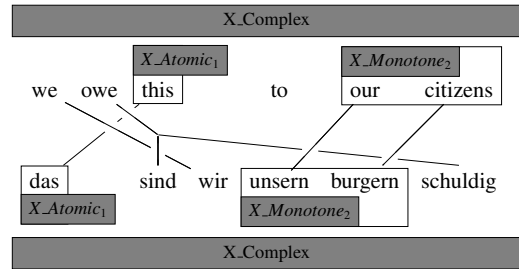 X_Complex
X_Atomic₁ X_Monotone₂
we owe this to our citizens
das sind wir unsern burgern schuldig
X_Atomic₁ X_Monotone₂
X_Complex